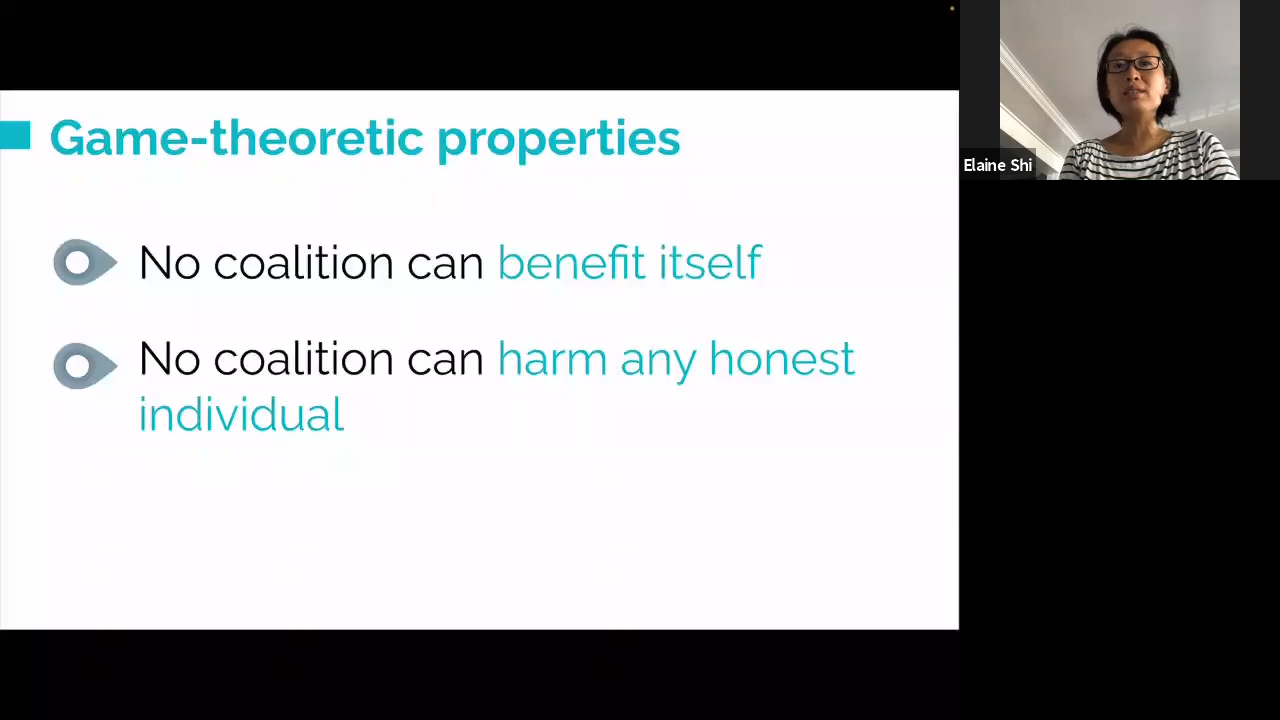 Game-theoretic properties
No coalition can benefit itself
No coalition can harm any honest
individual
Elaine Shi